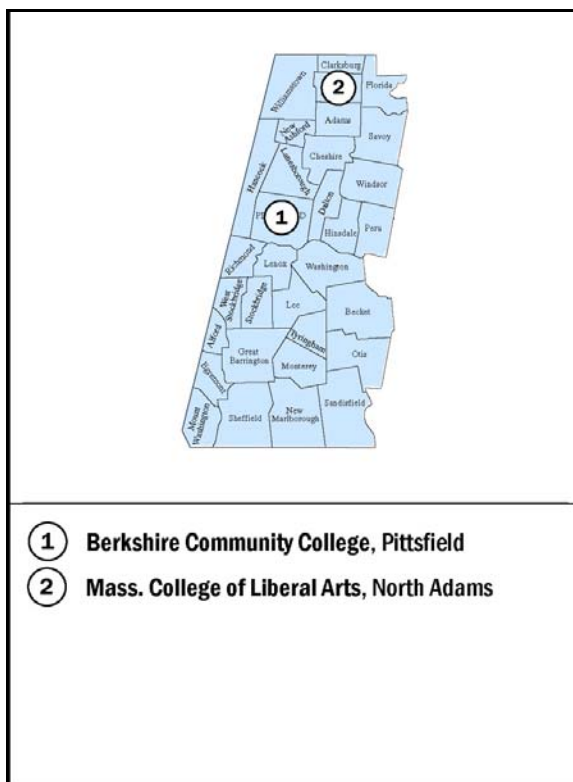 Clarksburg
Williamstown
2
Florida
Adams
New
Ashford
Savoy
Cheshire
Lanesborough
Hancock
Windsor
Dalton
1
Hinsdale
Peru
Richmond
Lenox
Washington
West
Stockbridge
Stockbridge
Lee
Becket
Alford
Tyringham
Great
Barrington
Otis
Monterey
Egremont
Mount
Washington
Sheffield
New
Marlborough
Sandisfield
1 Berkshire Community College, Pittsfield
2 Mass. College of Liberal Arts, North Adams